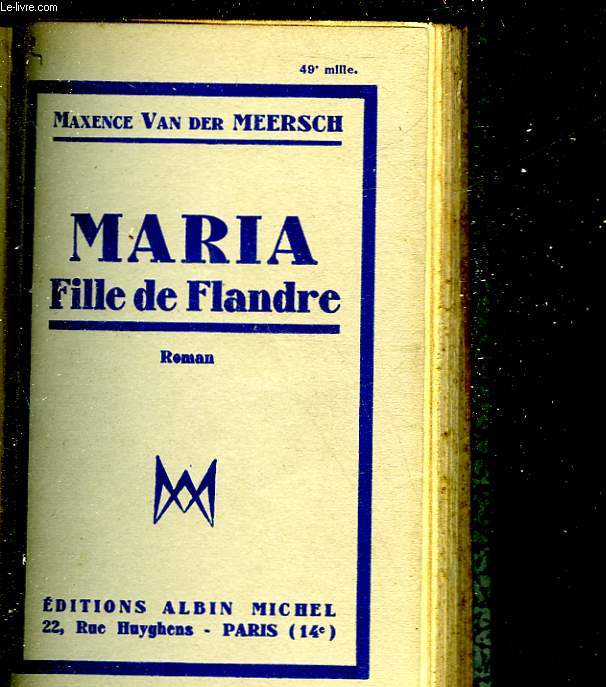 Le-livre.com
49e mille.
MAXENCE VAN DER MEERSCH
MARIA
Fille de Flandre
Roman
ÉDITIONS ALBIN MICHEL
22, Rue Huyghens - PARIS (14e)